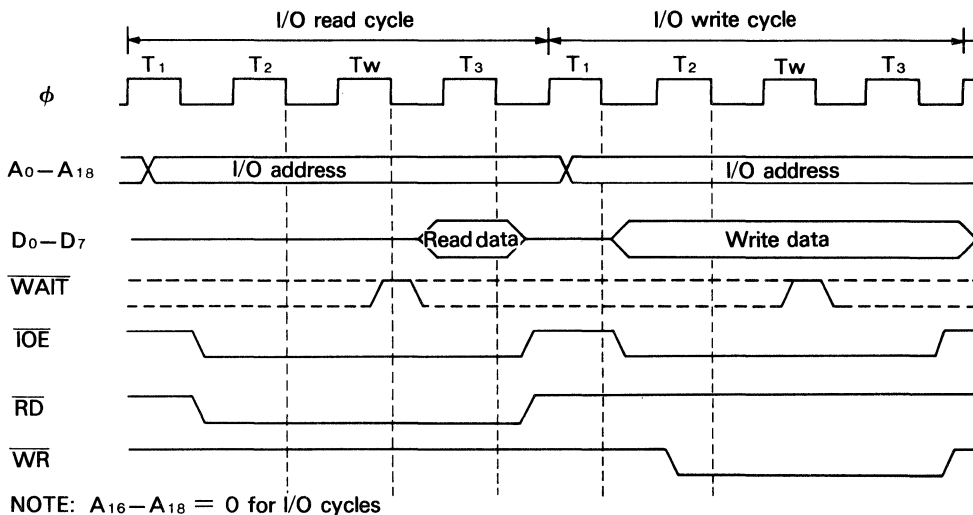 I/O read cycle I/O write cycle
T1 T2 Tw T3 T1 T2 Tw T3
ϕ
A0–A18 I/O address I/O address
D0–D7 Read data Write data
WAIT
IOE
RD
WR
NOTE: A16–A18 = 0 for I/O cycles